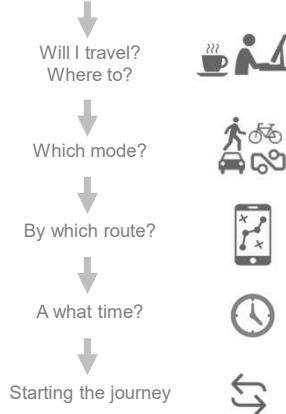 Will I travel?
Where to?
Which mode?
By which route?
A what time?
Starting the journey